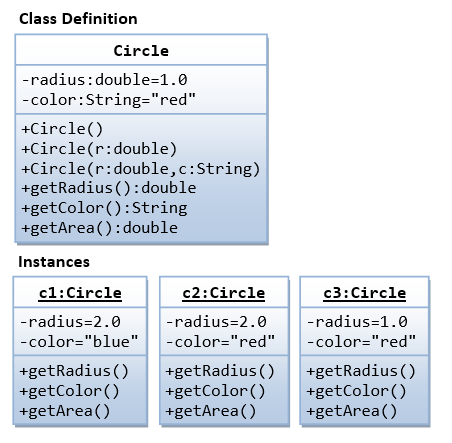 Class Definition
Circle
-radius:double=1.0
-color:String="red"
+Circle()
+Circle(r:double)
+Circle(r:double,c:String)
+getRadius():double
+getColor():String
+getArea():double
Instances
c1:Circle
-radius=2.0
-color="blue"
+getRadius()
+getColor()
+getArea()
c2:Circle
-radius=2.0
-color="red"
+getRadius()
+getColor()
+getArea()
c3:Circle
-radius=1.0
-color="red"
+getRadius()
+getColor()
+getArea()